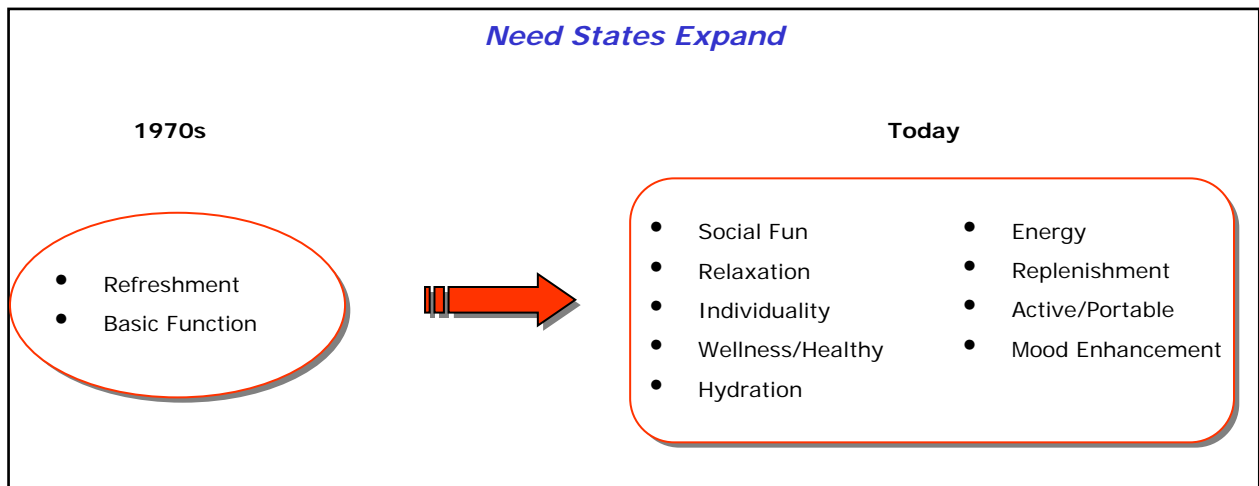 Need States Expand
1970s
Refreshment
Basic Function
Today
Social Fun
Relaxation
Individuality
Wellness/Healthy
Hydration
Energy
Replenishment
Active/Portable
Mood Enhancement